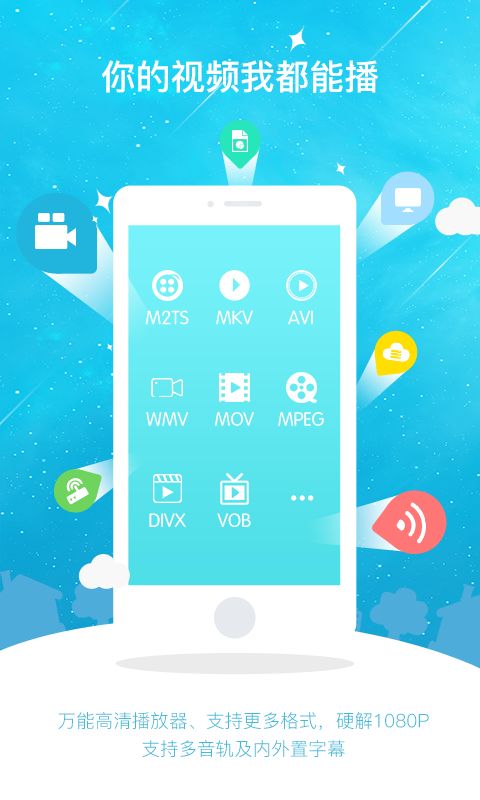 你的视频我都能播
M2TS MKV AVI
WMV MOV MPEG
DIVX VOB ...
万能高清播放器、支持更多格式，硬解1080P
支持多音轨及内外置字幕